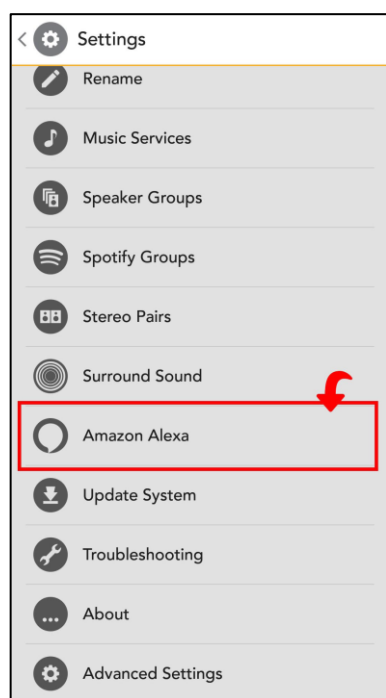 Settings
Rename
Music Services
Speaker Groups
Spotify Groups
Stereo Pairs
Surround Sound
Amazon Alexa
Update System
Troubleshooting
About
Advanced Settings